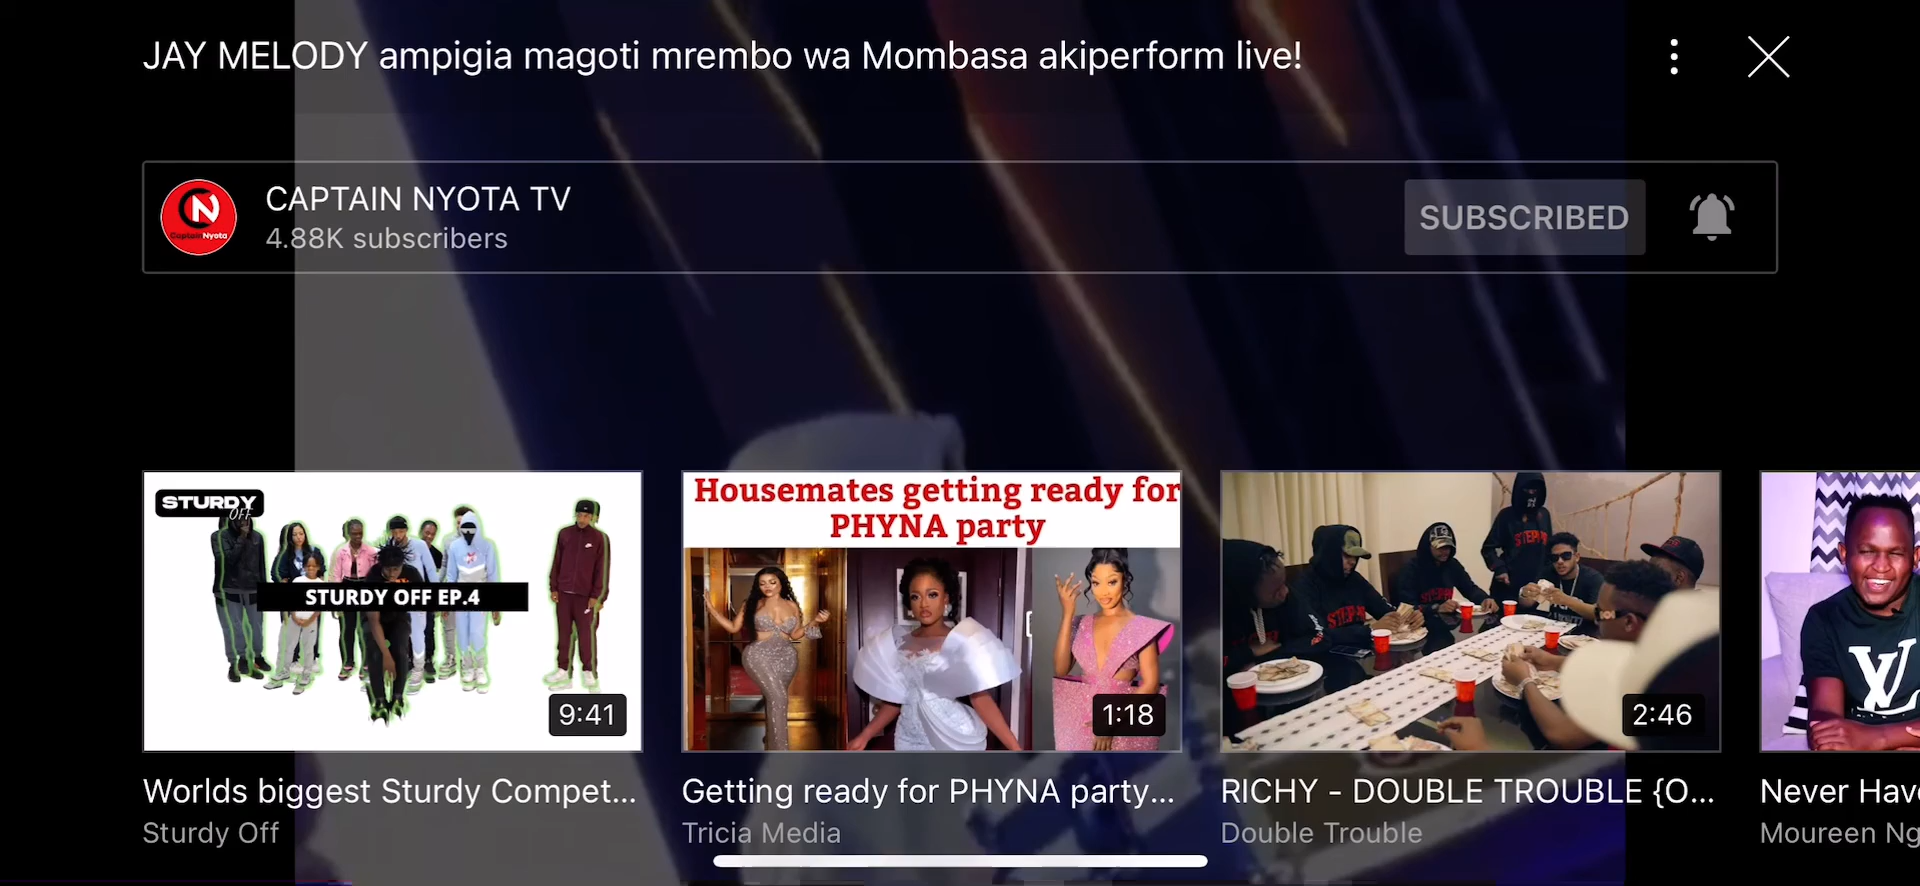 JAY MELODY ampigia magoti mrembo wa Mombasa akiperform live!
CAPTAIN NYOTA TV
4.88K subscribers
SUBSCRIBED
N
Captain Nyota
STURDY
OFF
STURDY OFF EP.4
9:41
Housemates getting ready for
PHYNA party
1:18
2:46
Worlds biggest Sturdy Compet...
Sturdy Off
Getting ready for PHYNA party...
Tricia Media
RICHY - DOUBLE TROUBLE {O...
Double Trouble
Never Hav
Moureen Ng